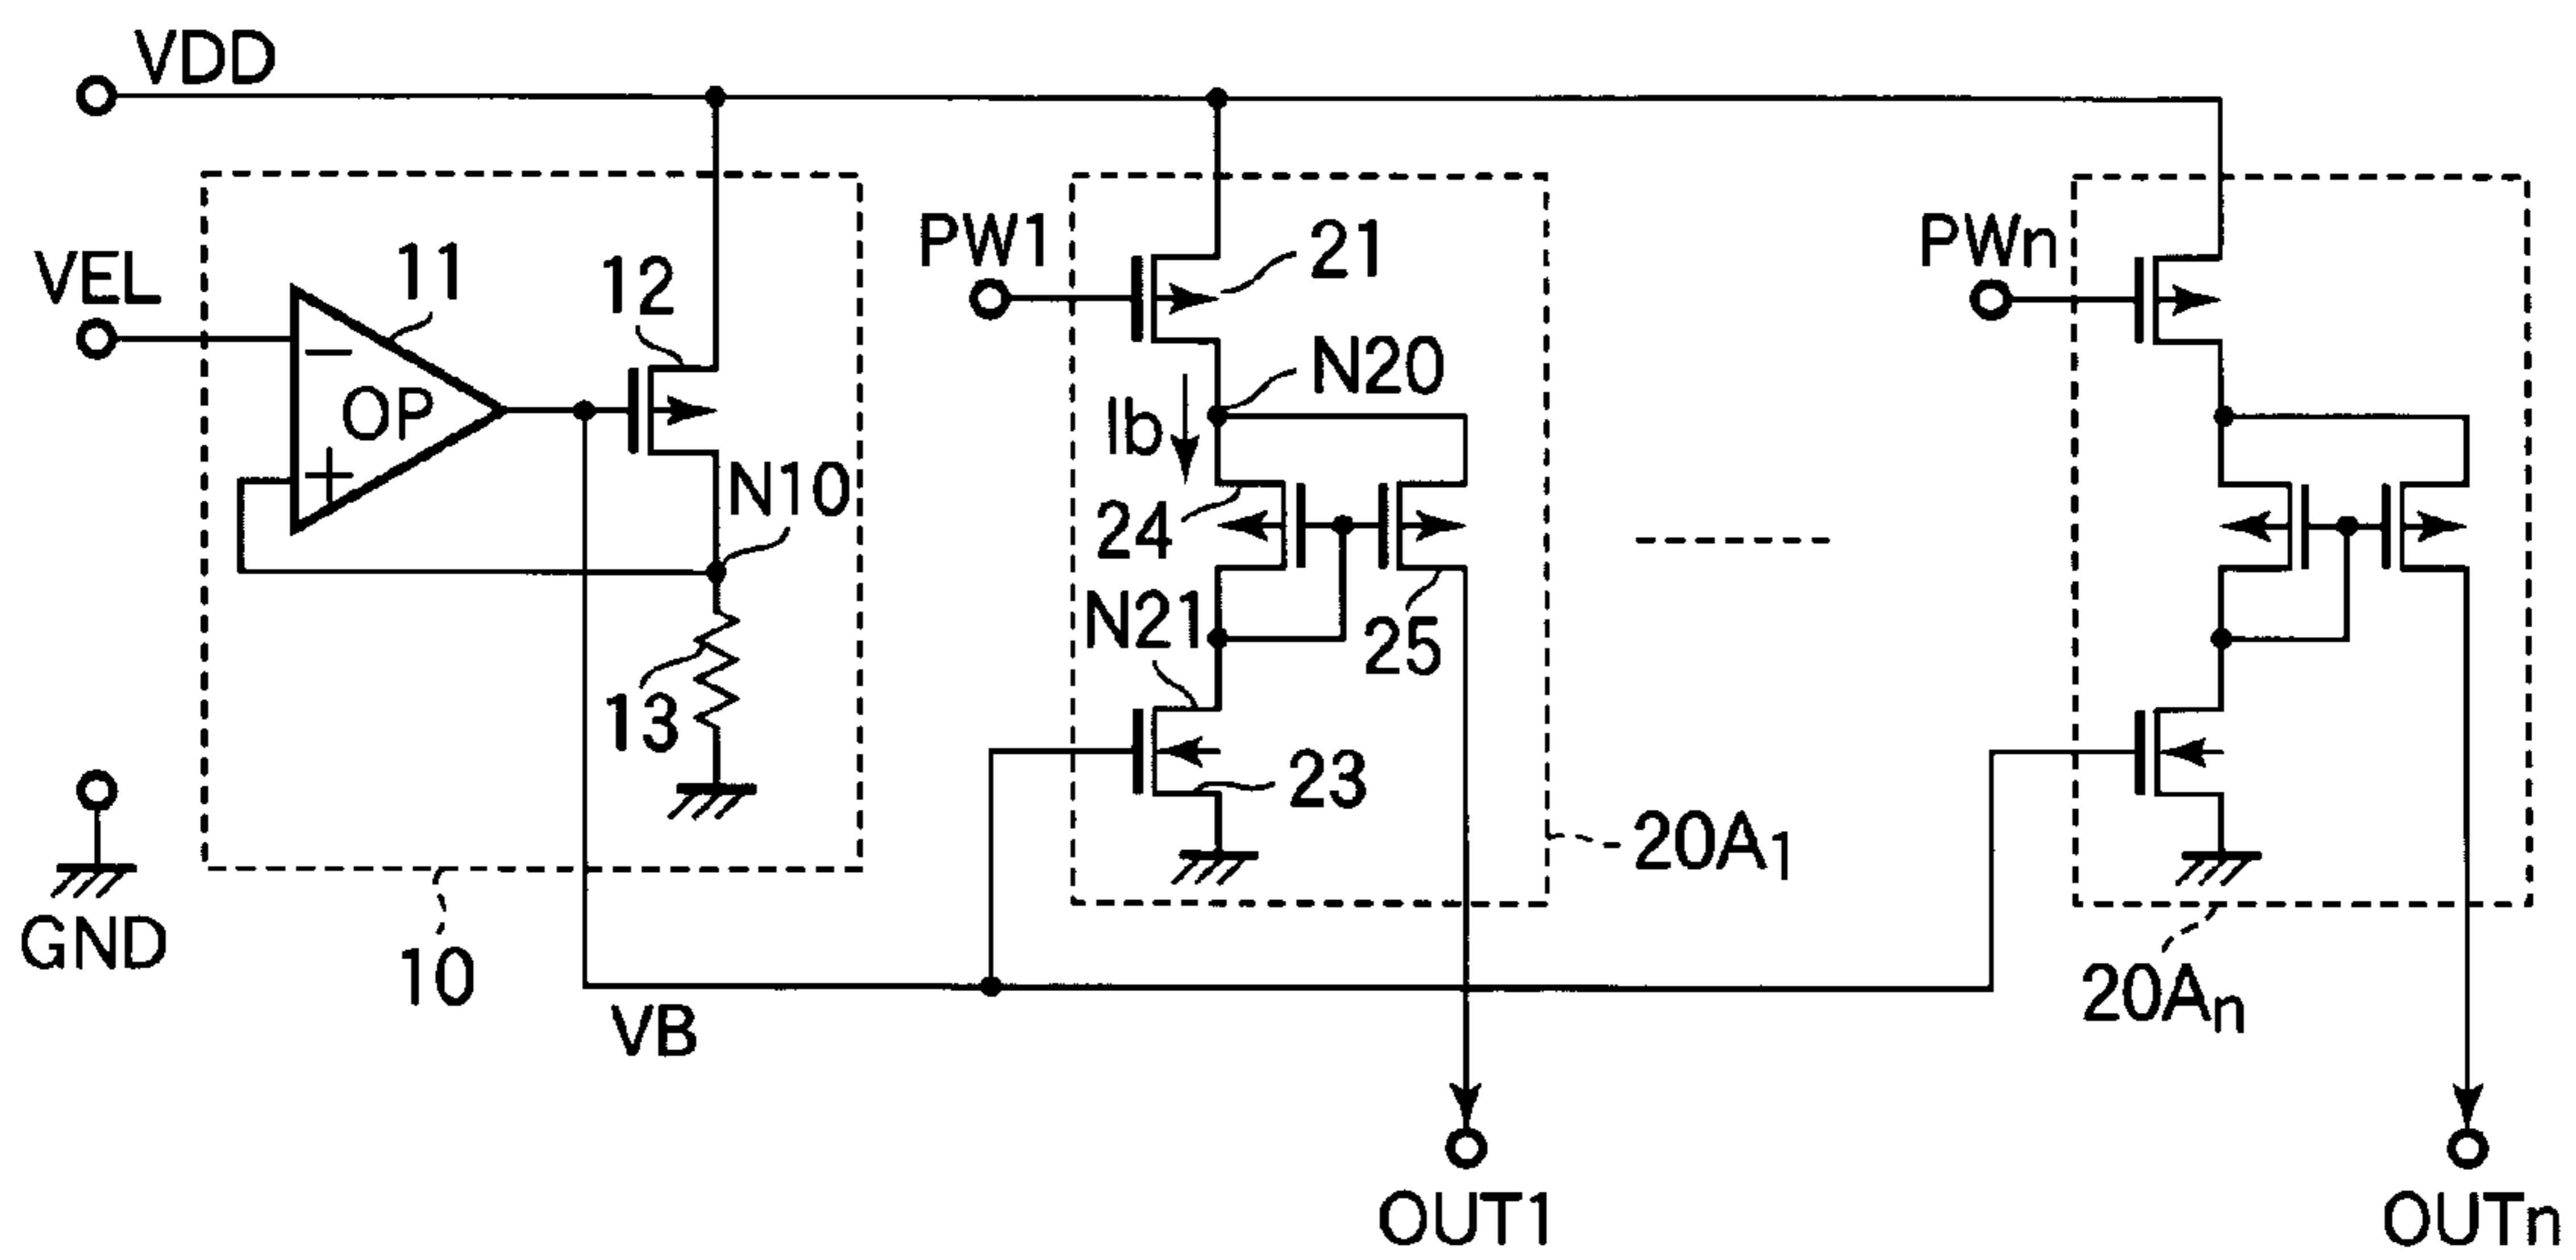 VDD
VEL
11
12
OP
−
+
N10
13
GND
10
VB
PW1
21
N20
Ib
24
N21
25
23
20A1
PWn
20An
OUT1
OUTn